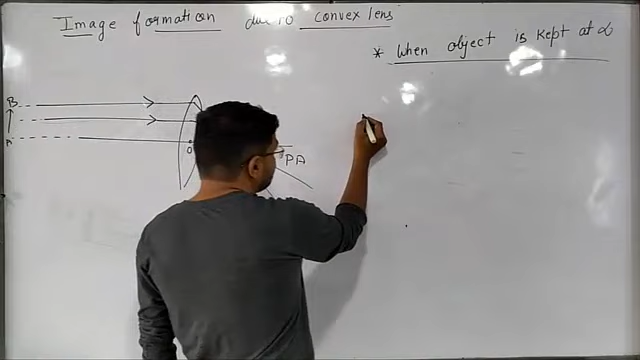 Image formation due to convex lens
* When object is kept at ∞
B
A
O
PA